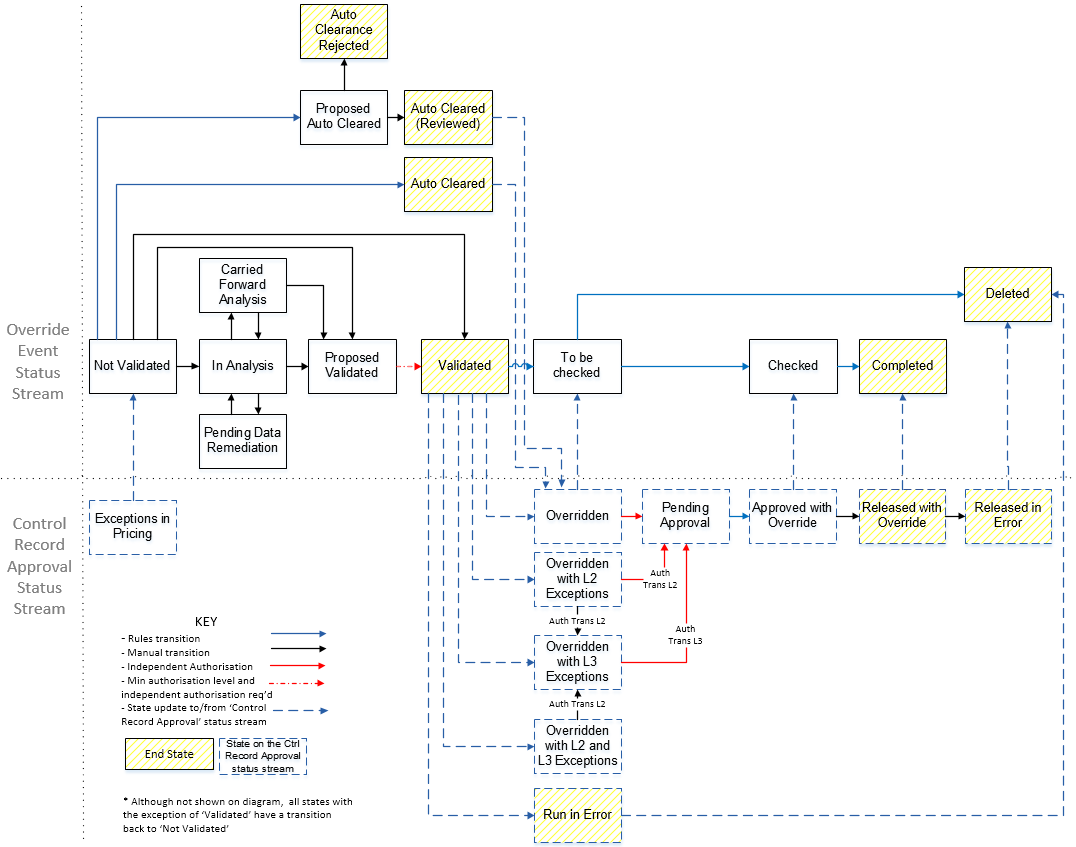 Auto
Clearance
Rejected
Proposed
Auto Cleared
Auto Cleared
(Reviewed)
Auto Cleared
Carried
Forward
Analysis
Deleted
Override
Event
Status
Stream
Not Validated
In Analysis
Proposed
Validated
Validated
To be
checked
Checked
Completed
Pending Data
Remediation
Control
Record
Approval
Status
Stream
Exceptions in
Pricing
Overridden
Pending
Approval
Approved with
Override
Released with
Override
Released in
Error
Overridden
with L2
Exceptions
Auth
Trans L2
Auth Trans L2
Auth
Trans L3
Overridden
with L3
Exceptions
Auth Trans L2
Overridden
with L2 and
L3 Exceptions
Run in Error
KEY
- Rules transition
- Manual transition
- Independent Authorisation
- Min authorisation level and
independent authorisation req'd
- State update to/from 'Control
Record Approval' status stream
End State
State on the Ctrl
Record Approval
status stream
* Although not shown on diagram, all states with
the exception of 'Validated' have a transition
back to 'Not Validated'